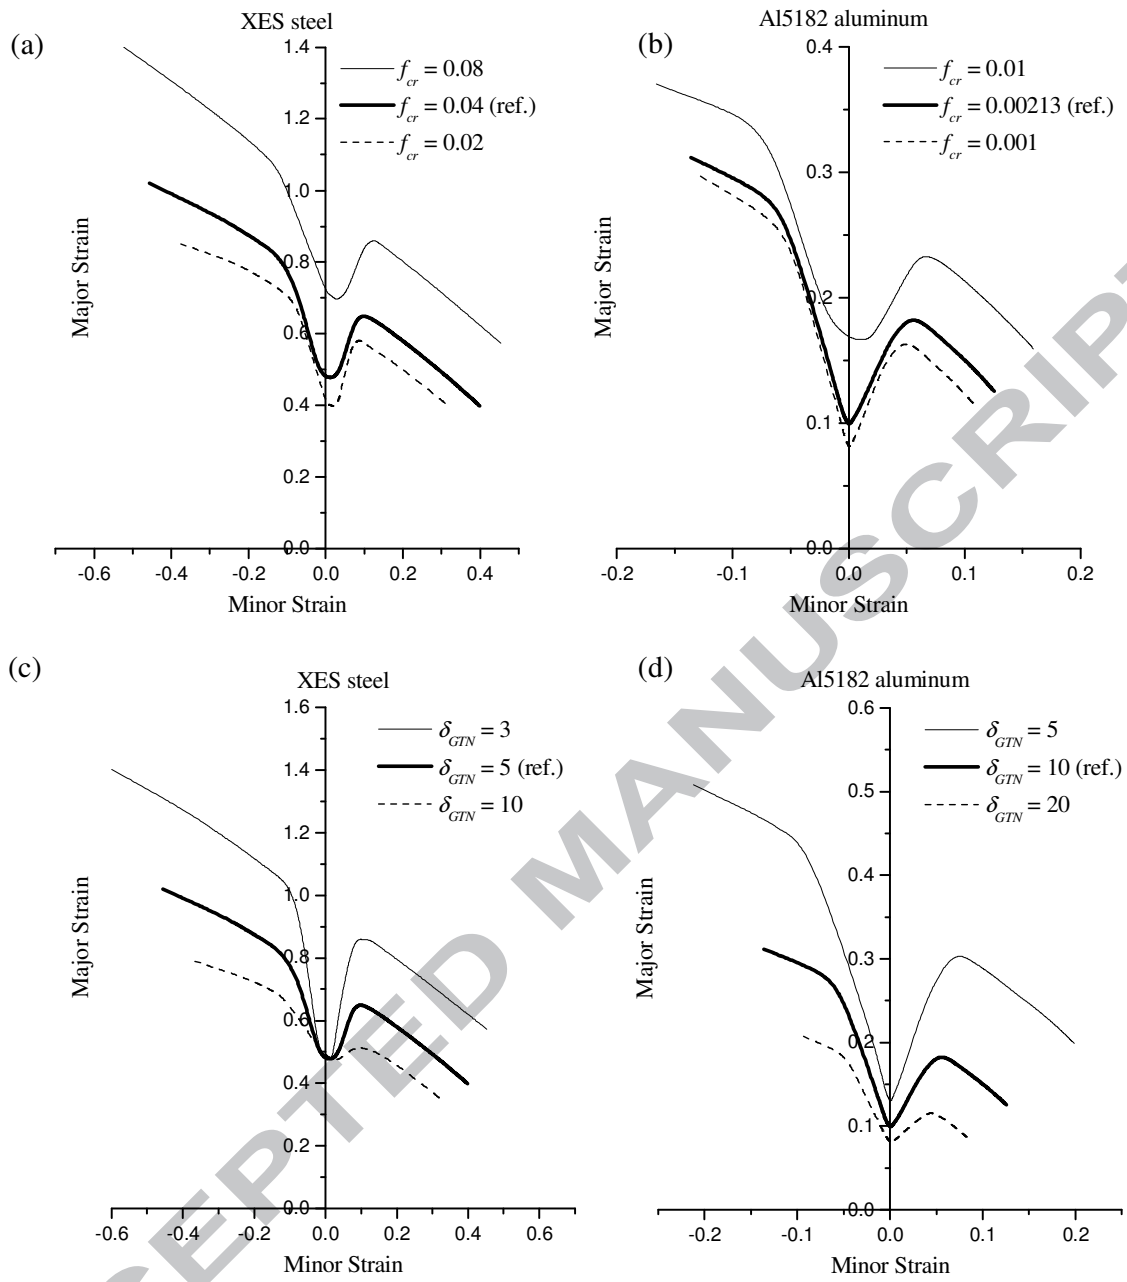 (a)
XES steel
1.4
1.2
1.0
0.8
0.6
0.4
0.2
0.0
f_cr = 0.08
f_cr = 0.04 (ref.)
f_cr = 0.02
Major Strain
-0.6 -0.4 -0.2 0.0 0.2 0.4
Minor Strain
(b)
Al5182 aluminum
0.4
0.3
0.2
0.1
0.0
f_cr = 0.01
f_cr = 0.00213 (ref.)
f_cr = 0.001
Major Strain
-0.2 -0.1 0.0 0.1 0.2
Minor Strain
(c)
XES steel
1.6
1.4
1.2
1.0
0.8
0.6
0.4
0.2
0.0
δ_GTN = 3
δ_GTN = 5 (ref.)
δ_GTN = 10
Major Strain
-0.6 -0.4 -0.2 0.0 0.2 0.4 0.6
Minor Strain
(d)
Al5182 aluminum
0.6
0.5
0.4
0.3
0.2
0.1
0.0
δ_GTN = 5
δ_GTN = 10 (ref.)
δ_GTN = 20
Major Strain
-0.2 -0.1 0.0 0.1 0.2
Minor Strain
CEPTED MANUSCRIPT